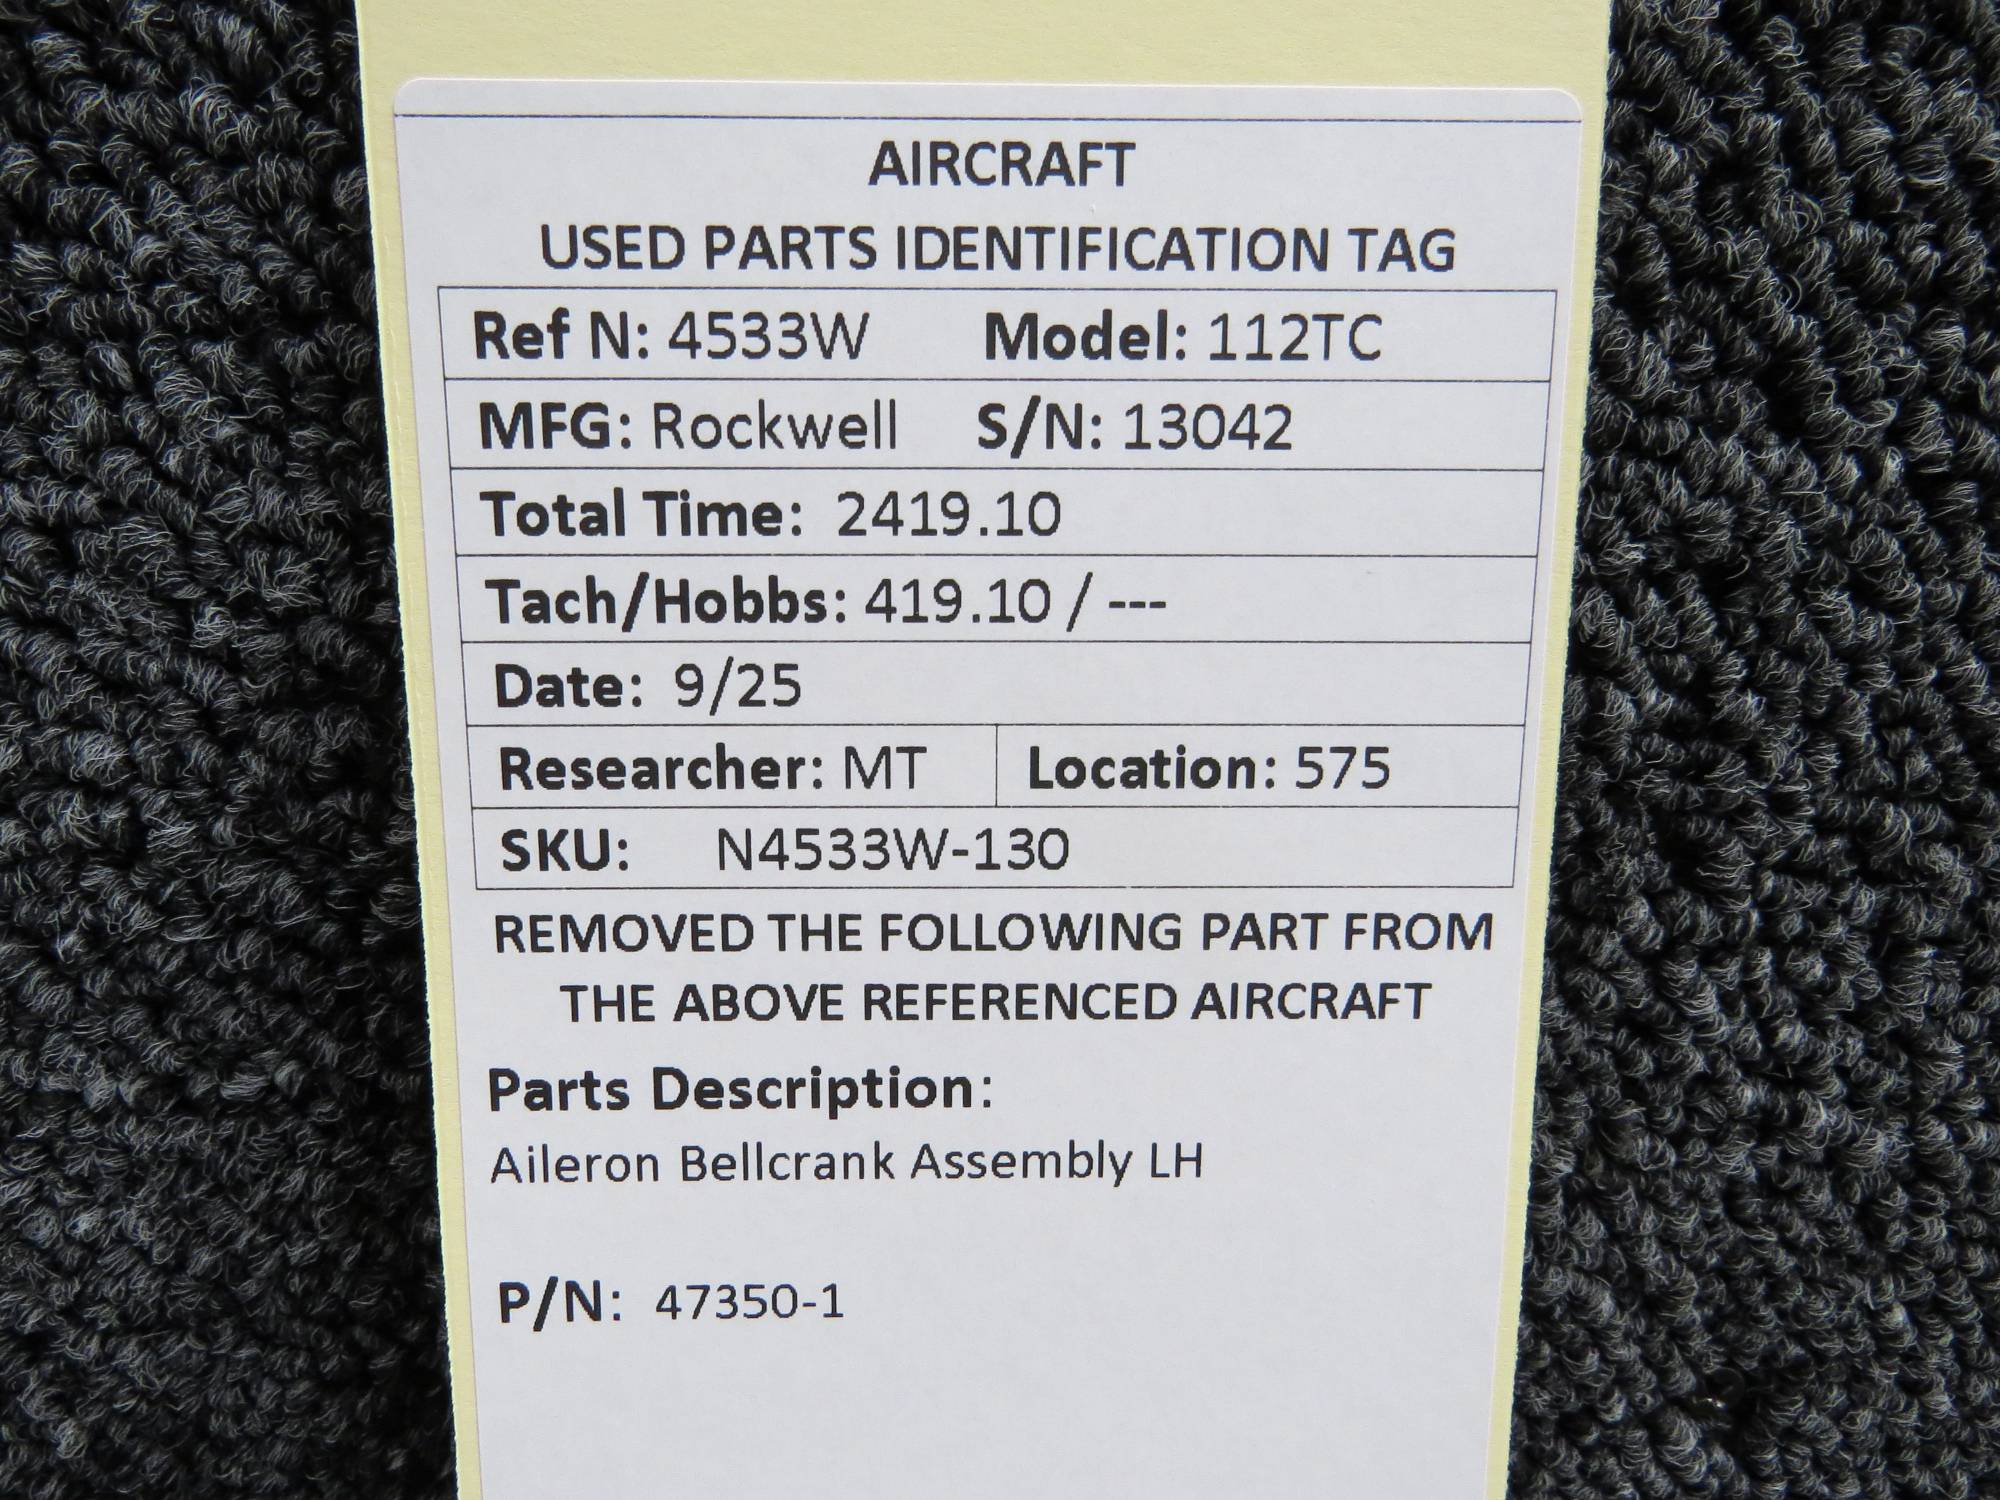 AIRCRAFT
USED PARTS IDENTIFICATION TAG
Ref N: 4533W Model: 112TC
MFG: Rockwell S/N: 13042
Total Time: 2419.10
Tach/Hobbs: 419.10 / ---
Date: 9/25
Researcher: MT Location: 575
SKU: N4533W-130
REMOVED THE FOLLOWING PART FROM
THE ABOVE REFERENCED AIRCRAFT
Parts Description:
Aileron Bellcrank Assembly LH
P/N: 47350-1